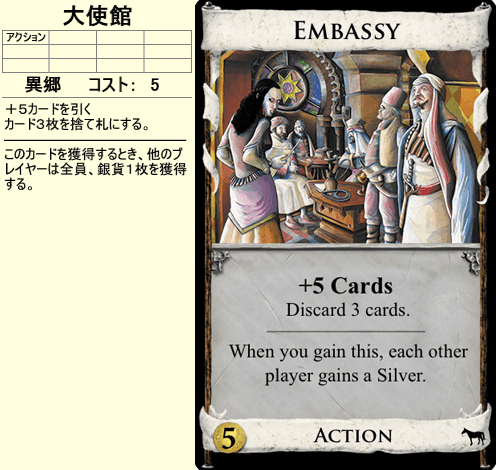 大使館
アクション
異郷 コスト: 5
＋５カードを引く
カード３枚を捨て札にする。
このカードを獲得するとき、他のプ
レイヤーは全員、銀貨１枚を獲得
する。
EMBASSY
+5 Cards
Discard 3 cards.
When you gain this, each other
player gains a Silver.
5 ACTION